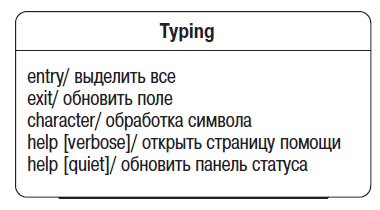 Typing
entry/ выделить все
exit/ обновить поле
character/ обработка символа
help [verbose]/ открыть страницу помощи
help [quiet]/ обновить панель статуса